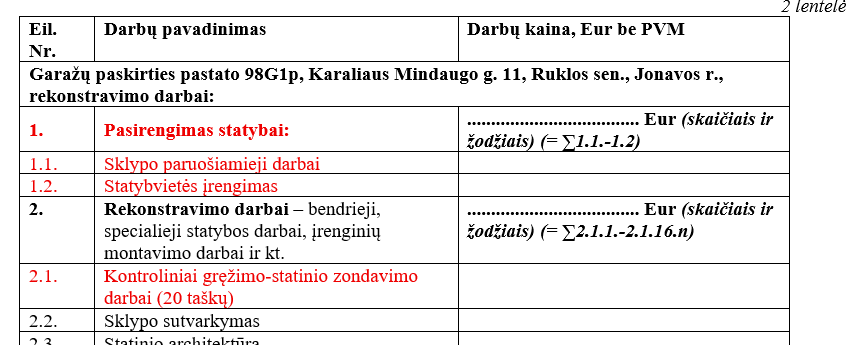 2 lentelė
Eil. Nr.
Darbų pavadinimas
Darbų kaina, Eur be PVM
Garažų paskirties pastato 98G1p, Karaliaus Mindaugo g. 11, Ruklos sen., Jonavos r.,
rekonstravimo darbai:
1.
Pasirengimas statybai:
.................................... Eur (skaičiais ir
žodžiais) (= ∑1.1.-1.2)
1.1.
Sklypo paruošiamieji darbai
1.2.
Statybvietės įrengimas
2.
Rekonstravimo darbai – bendrieji,
specialieji statybos darbai, įrenginių
montavimo darbai ir kt.
.................................... Eur (skaičiais ir
žodžiais) (= ∑2.1.1.-2.1.16.n)
2.1.
Kontroliniai gręžimo-statinio zondavimo
darbai (20 taškų)
2.2.
Sklypo sutvarkymas
2.3.
Statinio architektūra